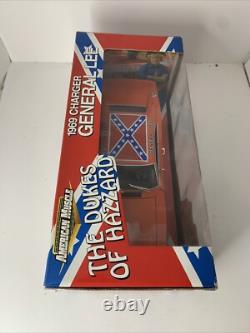 1969 CHARGER
GENERAL LEE
AMERICAN MUSCLE
THE DUKES
OF HAZZARD